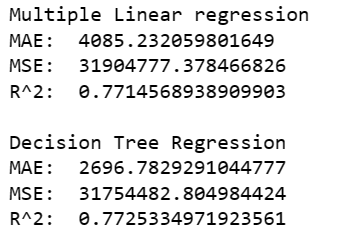 Multiple Linear regression
MAE:  4085.232059801649
MSE:  31904777.378466826
R^2:  0.7714568938909903

Decision Tree Regression
MAE:  2696.7829291044777
MSE:  31754482.804984424
R^2:  0.7725334971923561